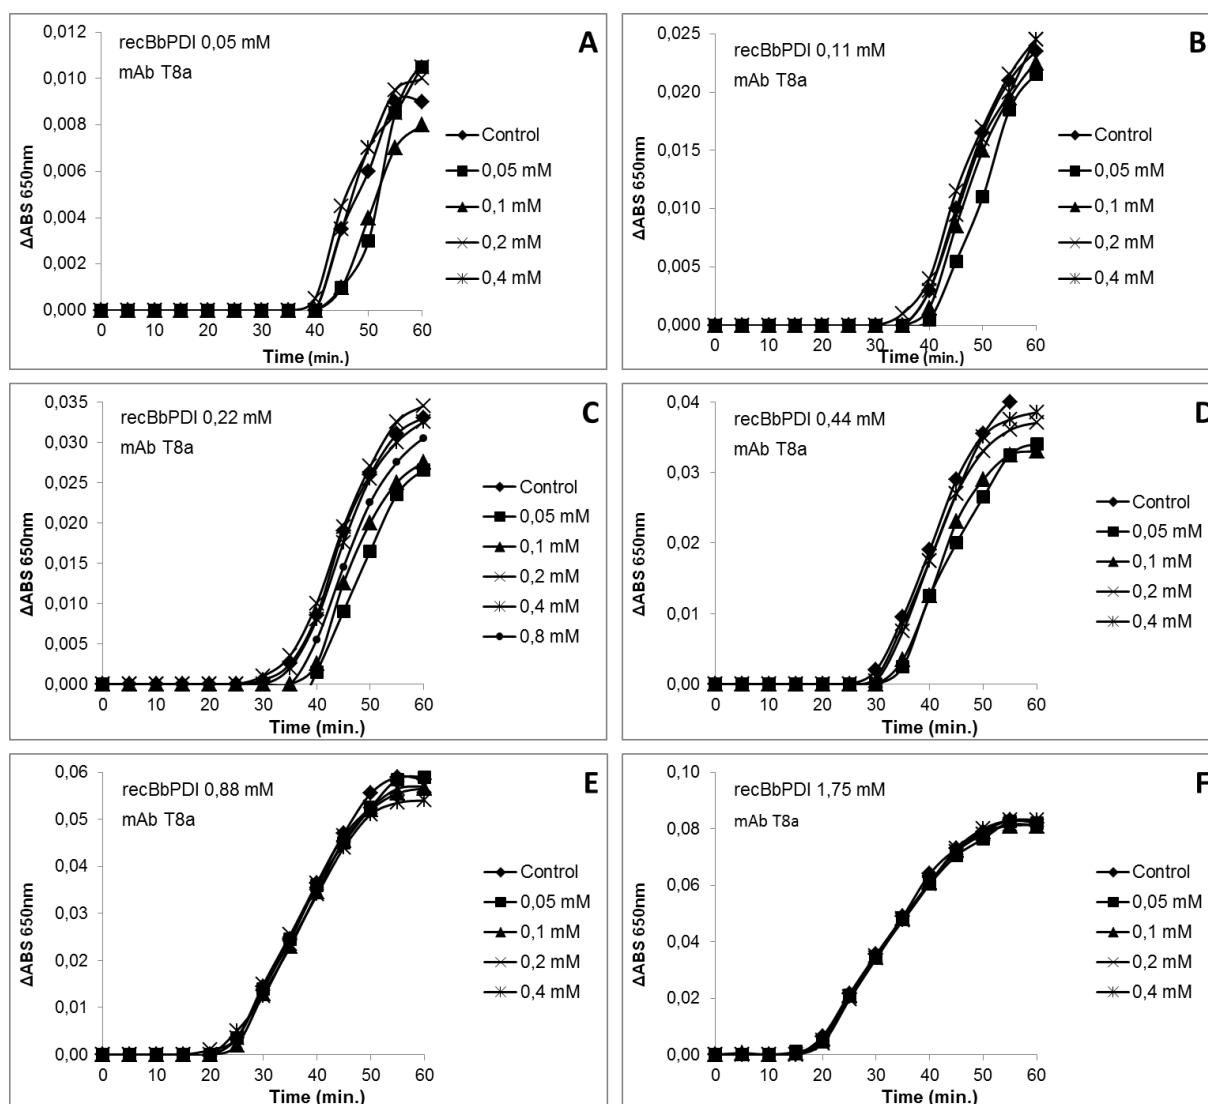 recBbPDI 0,05 mM
mAb T8a
A
0,012
0,010
0,008
0,006
0,004
0,002
0,000
ΔABS 650nm
0 10 20 30 40 50 60
Time (min.)
Control
0,05 mM
0,1 mM
0,2 mM
0,4 mM
recBbPDI 0,11 mM
mAb T8a
B
0,025
0,020
0,015
0,010
0,005
0,000
ΔABS 650nm
0 10 20 30 40 50 60
Time (min.)
Control
0,05 mM
0,1 mM
0,2 mM
0,4 mM
recBbPDI 0,22 mM
mAb T8a
C
0,035
0,030
0,025
0,020
0,015
0,010
0,005
0,000
ΔABS 650nm
0 10 20 30 40 50 60
Time (min.)
Control
0,05 mM
0,1 mM
0,2 mM
0,4 mM
0,8 mM
recBbPDI 0,44 mM
mAb T8a
D
0,04
0,03
0,02
0,01
0,00
ΔABS 650nm
0 10 20 30 40 50 60
Time (min.)
Control
0,05 mM
0,1 mM
0,2 mM
0,4 mM
recBbPDI 0,88 mM
mAb T8a
E
0,06
0,05
0,04
0,03
0,02
0,01
0,00
ΔABS 650nm
0 10 20 30 40 50 60
Time (min.)
Control
0,05 mM
0,1 mM
0,2 mM
0,4 mM
recBbPDI 1,75 mM
mAb T8a
F
0,10
0,08
0,06
0,04
0,02
0,00
ΔABS 650nm
0 10 20 30 40 50 60
Time (min.)
Control
0,05 mM
0,1 mM
0,2 mM
0,4 mM